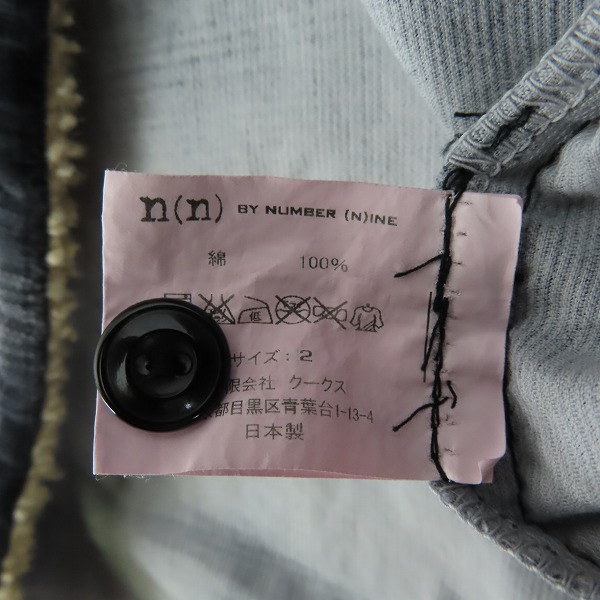 n(n) BY NUMBER (N)INE
綿 100%
低
サイズ: 2
限会社 クークス
都目黒区青葉台1-13-4
日本製